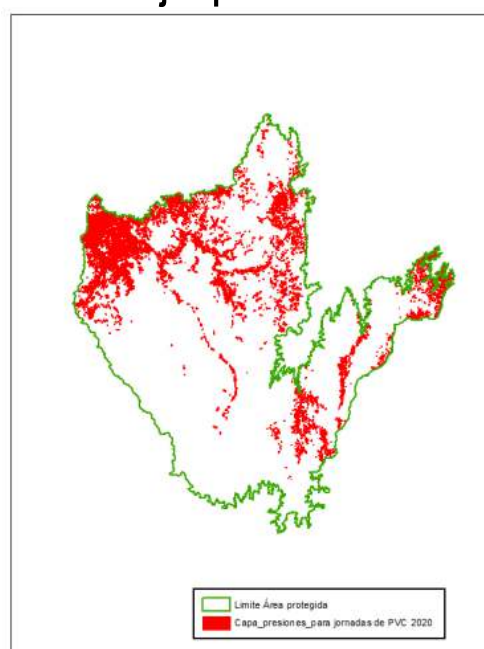 Limite Área protegida
Capa_presiones_para jornadas de PVC 2020